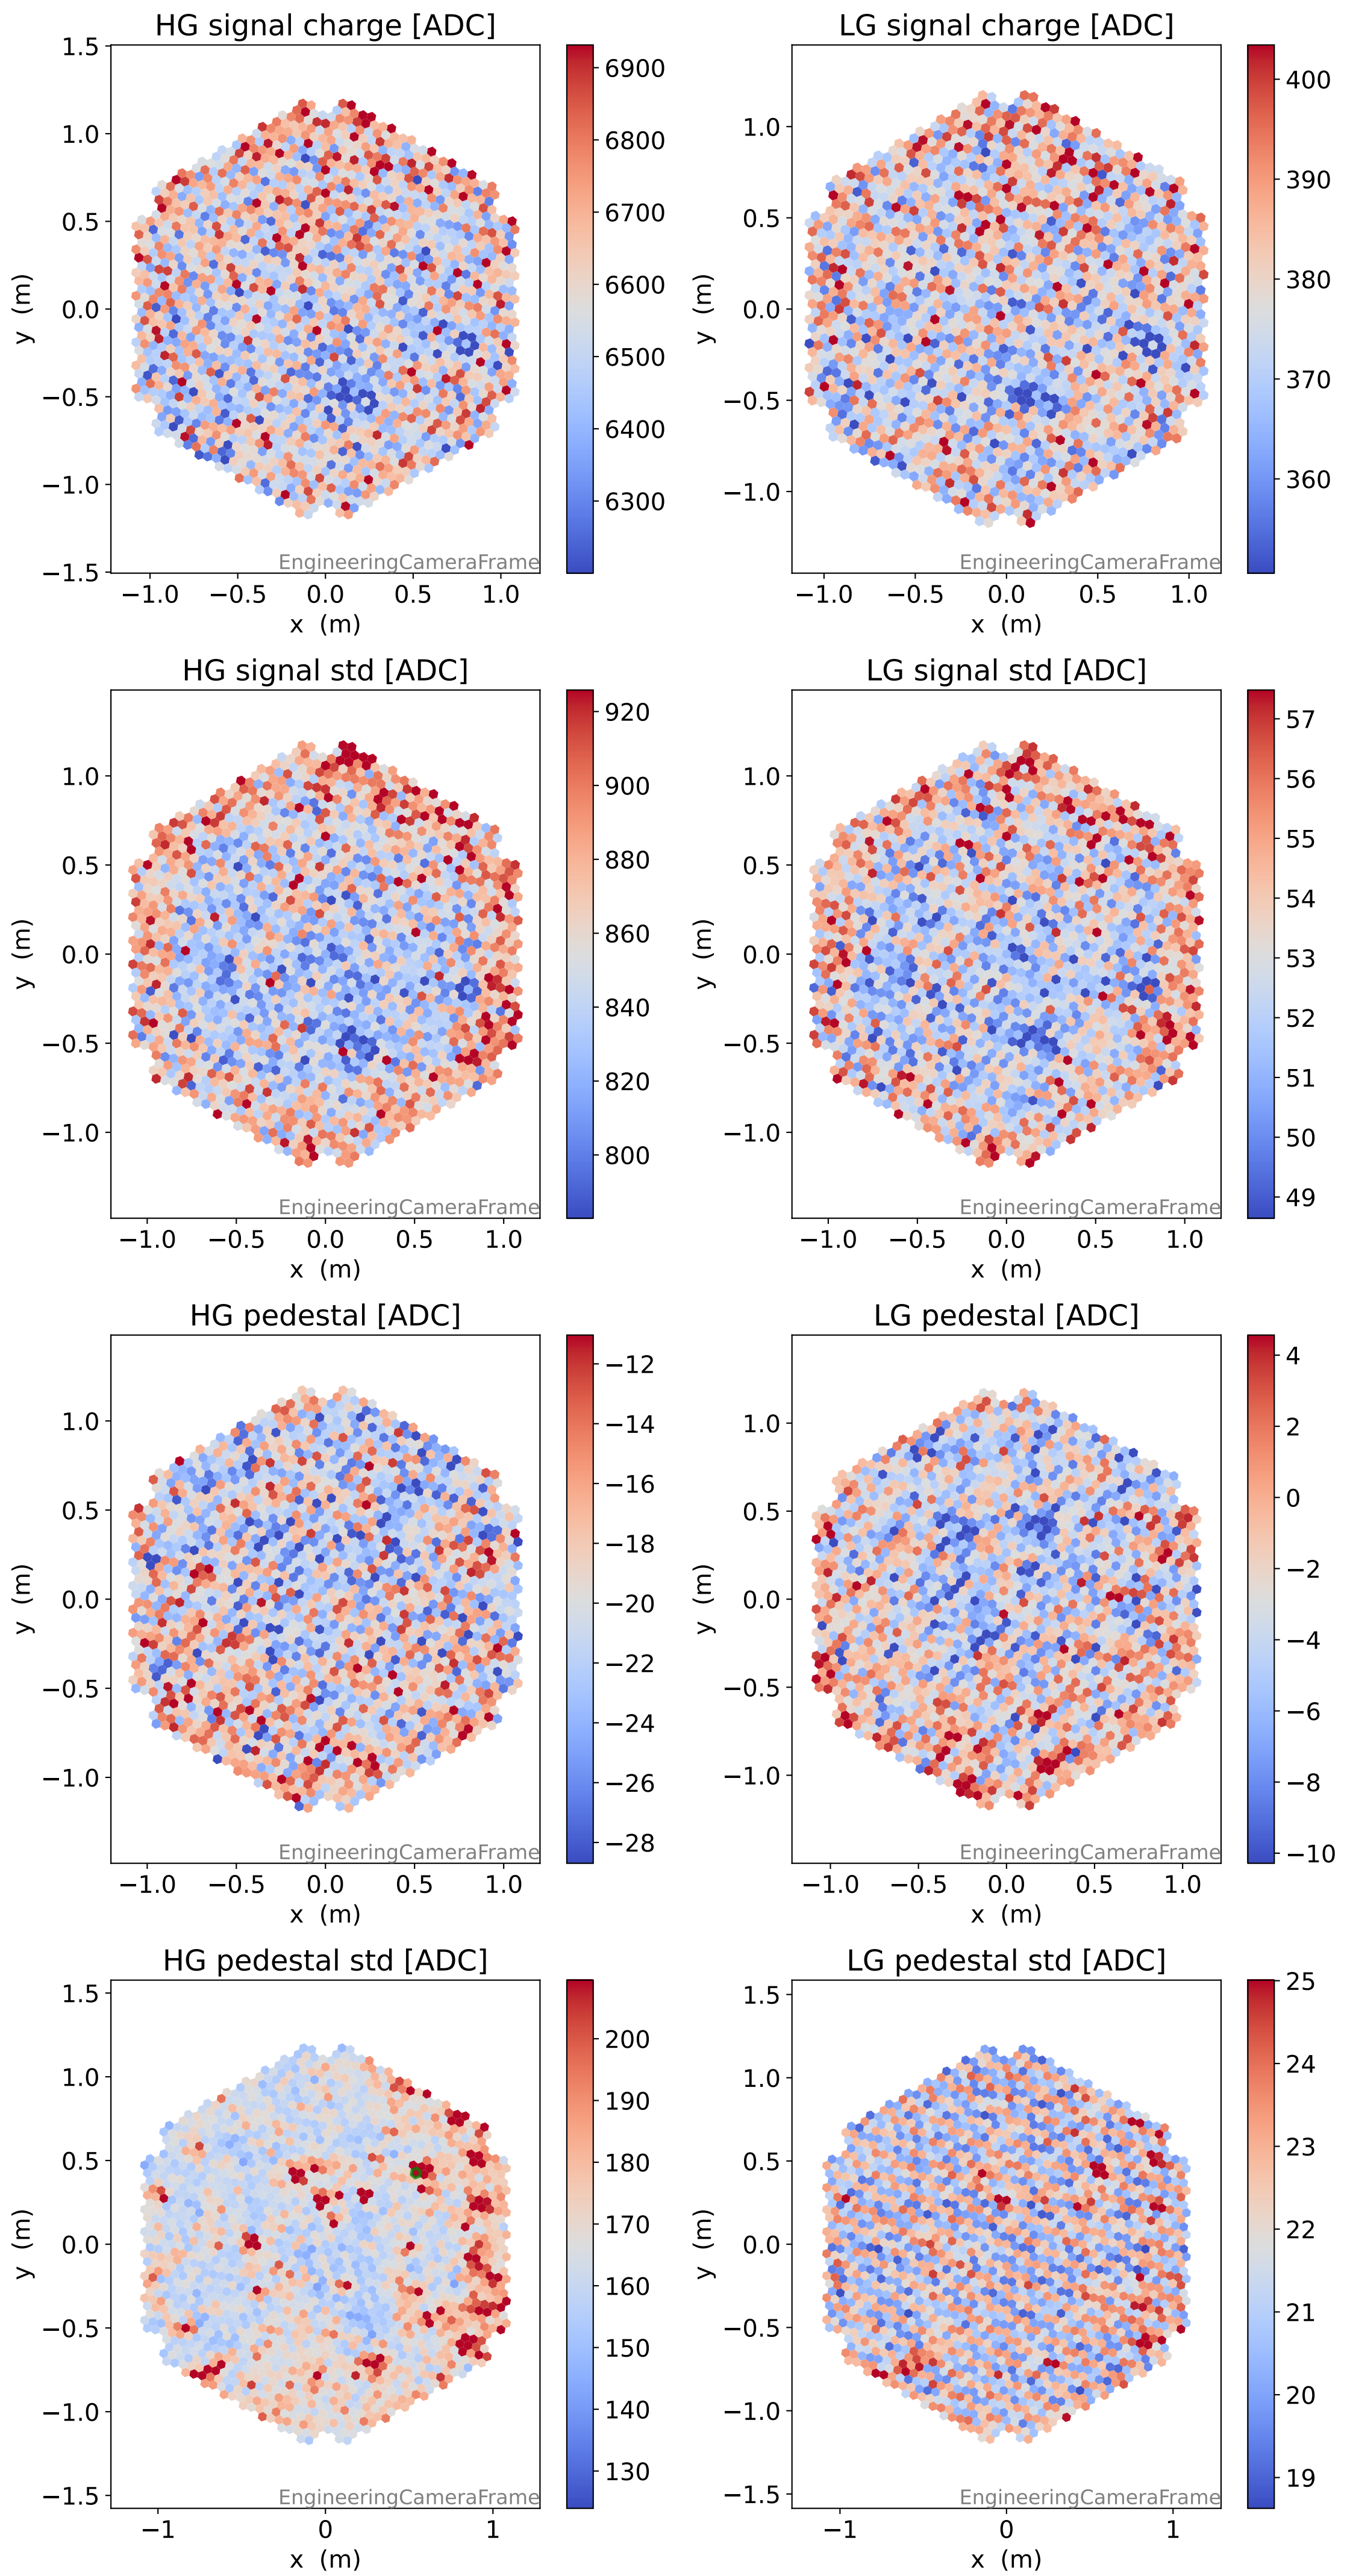 HG signal charge [ADC]
1.5
1.0
0.5
0.0
−0.5
−1.0
−1.5
y (m)
−1.0 −0.5 0.0 0.5 1.0
x (m)
EngineeringCameraFrame
6900
6800
6700
6600
6500
6400
6300
LG signal charge [ADC]
1.0
0.5
0.0
−0.5
−1.0
y (m)
−1.0 −0.5 0.0 0.5 1.0
x (m)
EngineeringCameraFrame
400
390
380
370
360
HG signal std [ADC]
1.0
0.5
0.0
−0.5
−1.0
y (m)
−1.0 −0.5 0.0 0.5 1.0
x (m)
EngineeringCameraFrame
920
900
880
860
840
820
800
LG signal std [ADC]
1.0
0.5
0.0
−0.5
−1.0
y (m)
−1.0 −0.5 0.0 0.5 1.0
x (m)
EngineeringCameraFrame
57
56
55
54
53
52
51
50
49
HG pedestal [ADC]
1.0
0.5
0.0
−0.5
−1.0
y (m)
−1.0 −0.5 0.0 0.5 1.0
x (m)
EngineeringCameraFrame
−12
−14
−16
−18
−20
−22
−24
−26
−28
LG pedestal [ADC]
1.0
0.5
0.0
−0.5
−1.0
y (m)
−1.0 −0.5 0.0 0.5 1.0
x (m)
EngineeringCameraFrame
4
2
0
−2
−4
−6
−8
−10
HG pedestal std [ADC]
1.5
1.0
0.5
0.0
−0.5
−1.0
−1.5
y (m)
−1 0 1
x (m)
EngineeringCameraFrame
200
190
180
170
160
150
140
130
LG pedestal std [ADC]
1.5
1.0
0.5
0.0
−0.5
−1.0
−1.5
y (m)
−1 0 1
x (m)
EngineeringCameraFrame
25
24
23
22
21
20
19